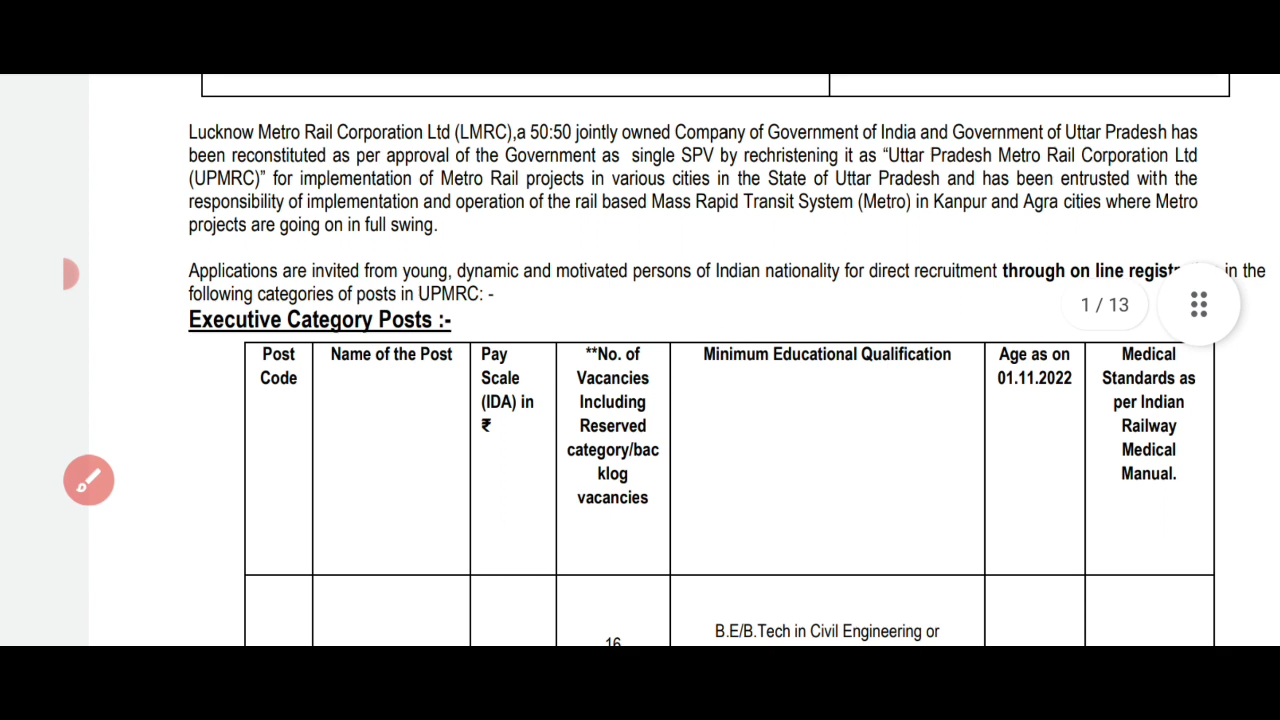 Lucknow Metro Rail Corporation Ltd (LMRC),a 50:50 jointly owned Company of Government of India and Government of Uttar Pradesh has
been reconstituted as per approval of the Government as single SPV by rechristening it as “Uttar Pradesh Metro Rail Corporation Ltd
(UPMRC)” for implementation of Metro Rail projects in various cities in the State of Uttar Pradesh and has been entrusted with the
responsibility of implementation and operation of the rail based Mass Rapid Transit System (Metro) in Kanpur and Agra cities where Metro
projects are going on in full swing.
Applications are invited from young, dynamic and motivated persons of Indian nationality for direct recruitment through on line in the
following categories of posts in UPMRC: -
1 / 13
Executive Category Posts :-
Post
Code
Name of the Post
Pay
Scale
(IDA) in
₹
**No. of
Vacancies
Including
Reserved
category/bac
klog
vacancies
Minimum Educational Qualification
Age as on
01.11.2022
Medical
Standards as
per Indian
Railway
Medical
Manual.
16
B.E/B.Tech in Civil Engineering or